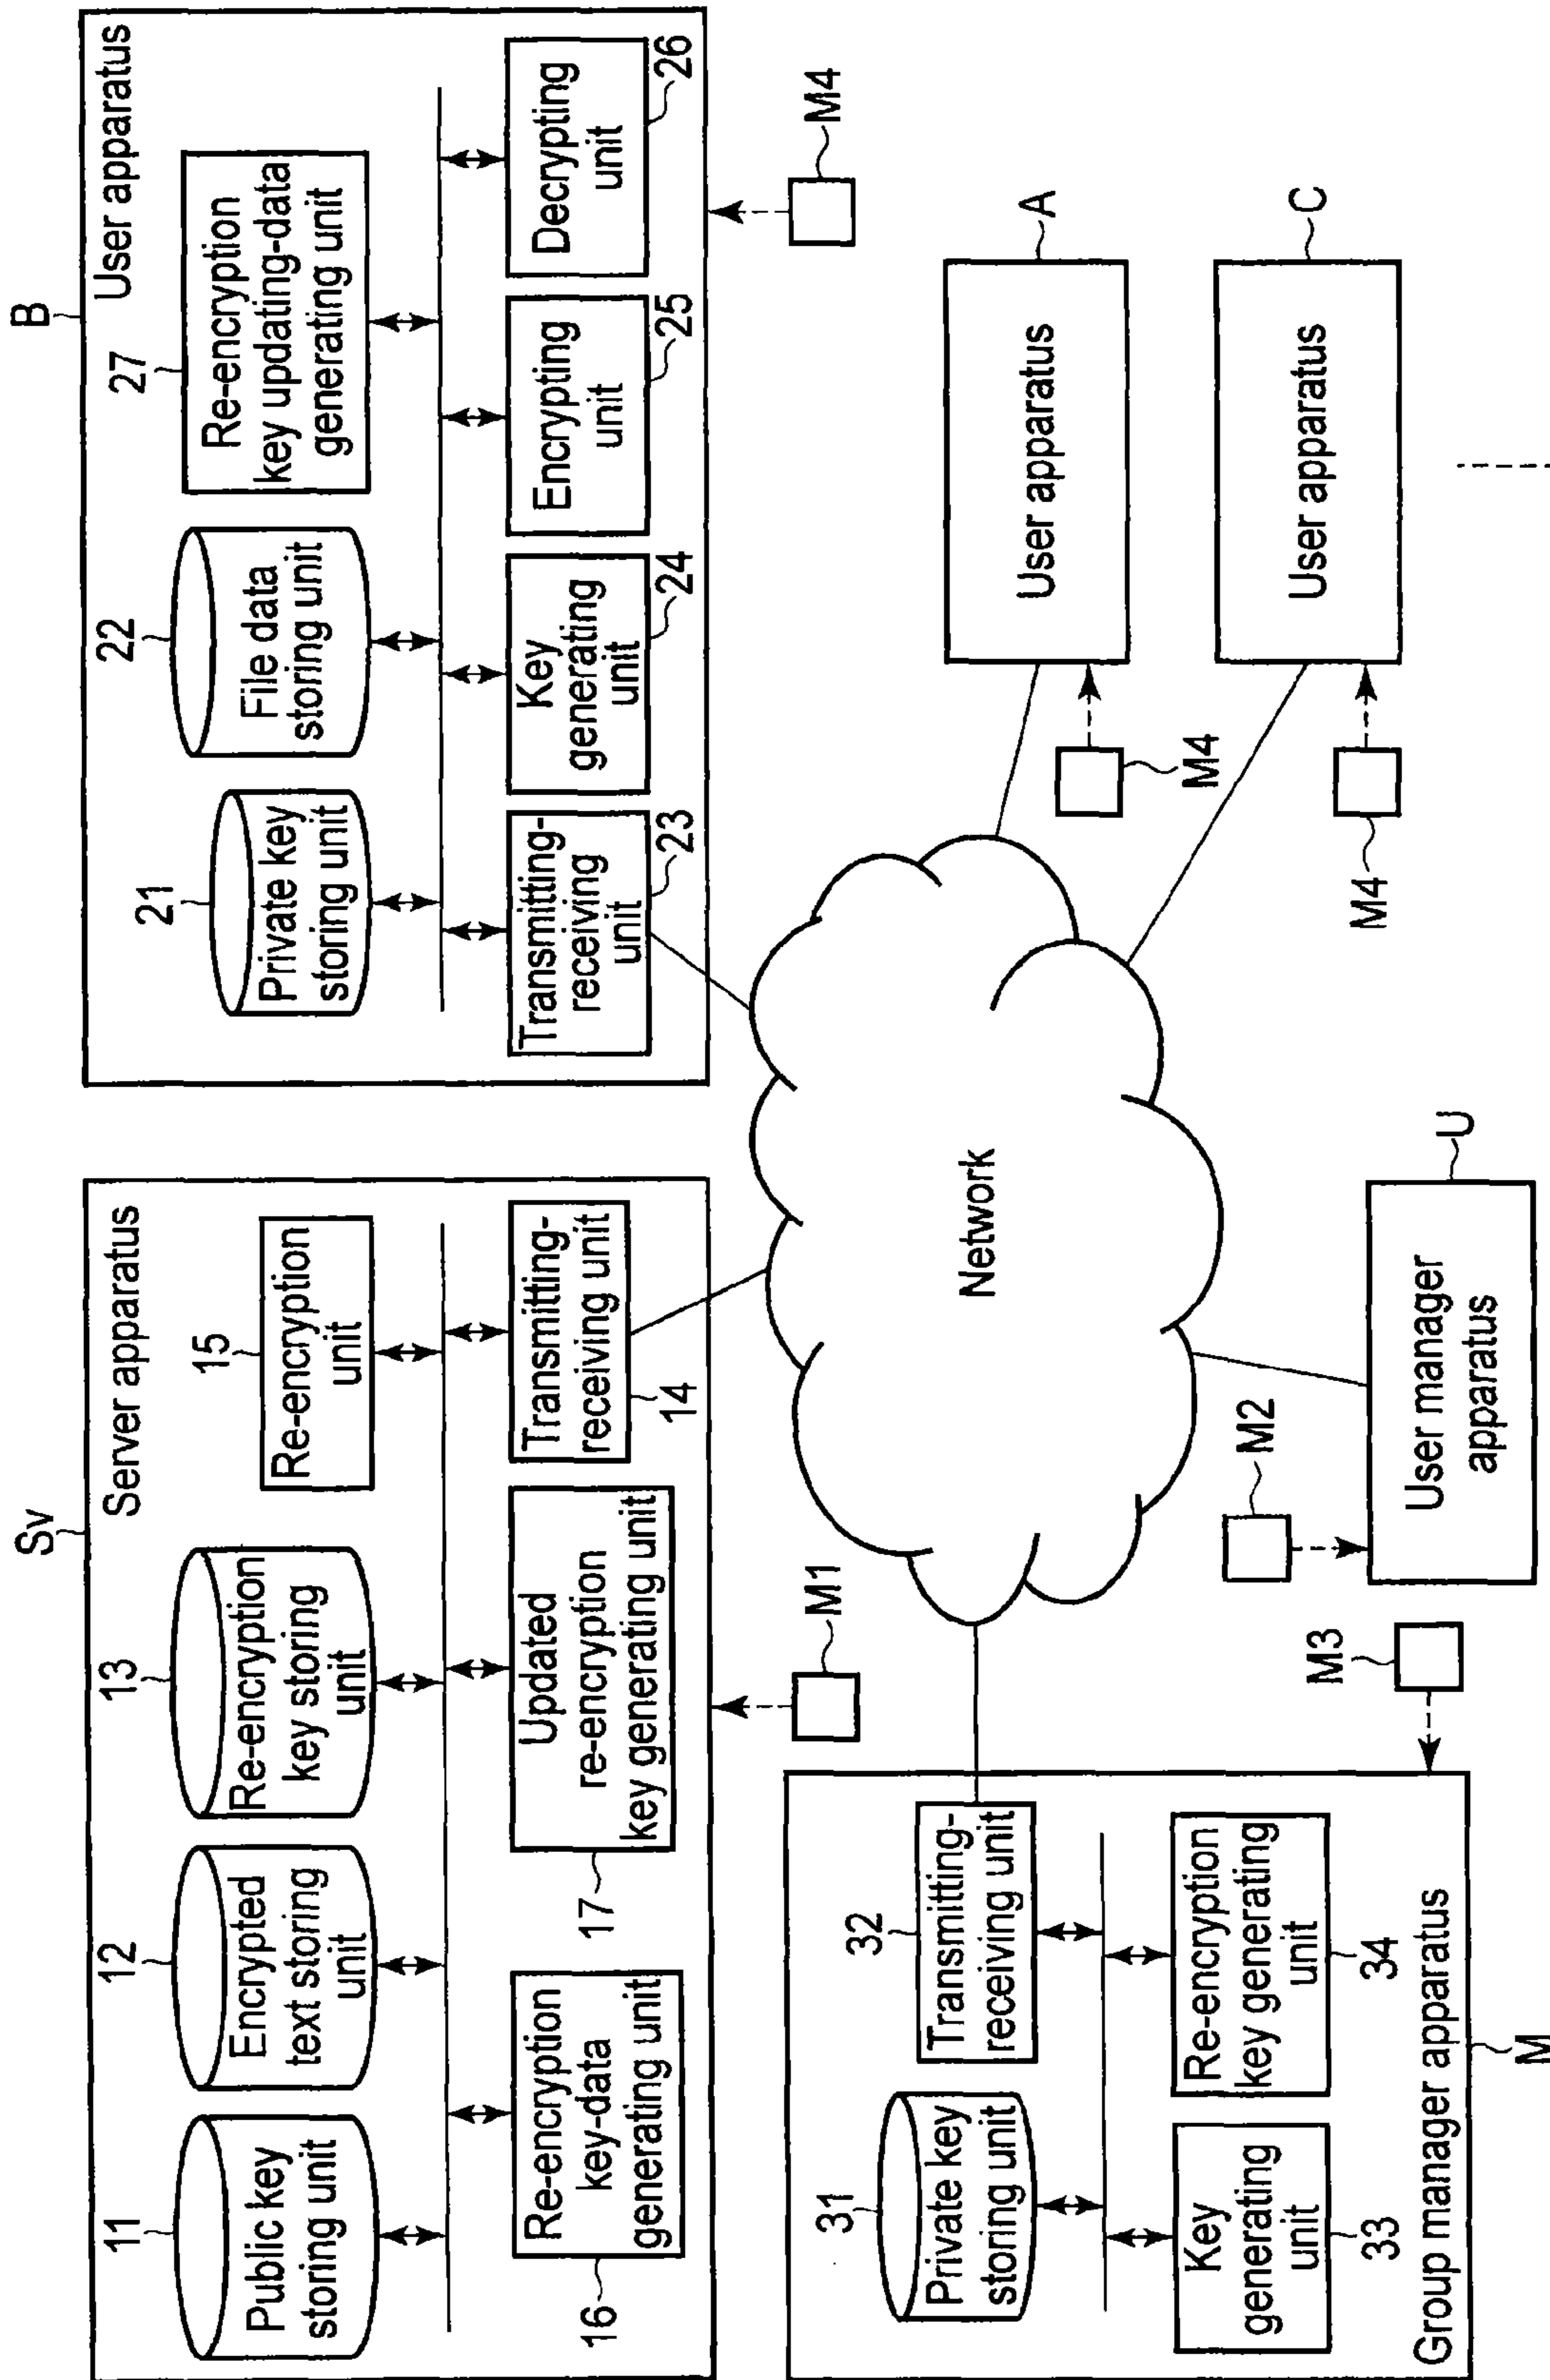 Sv
Server apparatus
11
Public key
storing unit
12
Encrypted
text storing
unit
13
Re-encryption
key storing
unit
15
Re-encryption
unit
Re-encryption
key-data
generating unit
16
Updated
re-encryption
key generating unit
17
Transmitting-
receiving unit
14
M1
B
User apparatus
21
Private key
storing unit
22
File data
storing unit
27
Re-encryption
key updating-data
generating unit
Transmitting-
receiving
unit
23
Key
generating
unit
24
Encrypting
unit
25
Decrypting
unit
26
M4
Network
31
Private key
storing unit
32
Transmitting-
receiving unit
Key
generating
unit
33
Re-encryption
key generating
unit
34
Group manager apparatus
M
M3
M2
User manager
apparatus
U
User apparatus
A
M4
User apparatus
C
M4